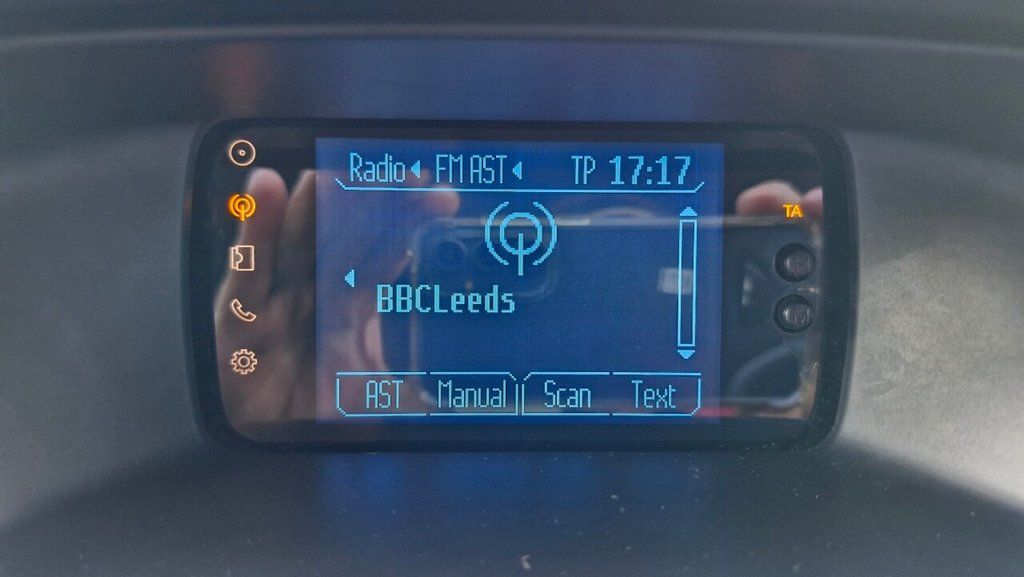 Radio FM AST TP 17:17
TA
BBCLeeds
AST Manual Scan Text